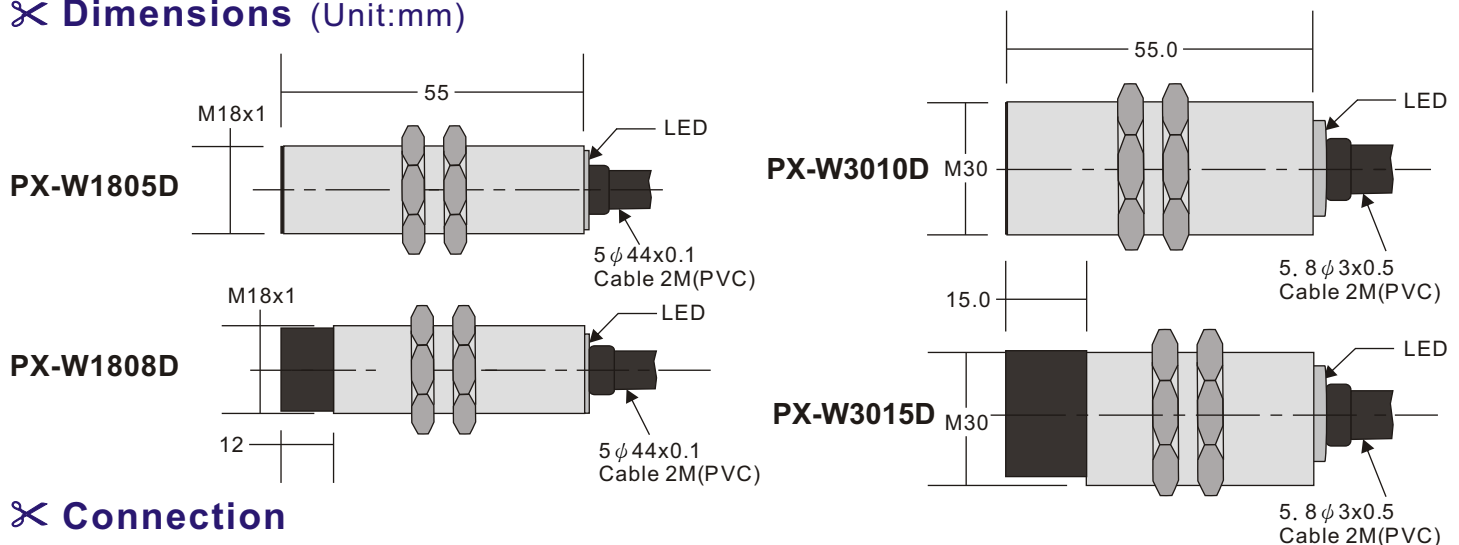 Dimensions (Unit:mm)
55
M18x1
LED
PX-W1805D
5φ44x0.1
Cable 2M(PVC)
M18x1
LED
PX-W1808D
12
5φ44x0.1
Cable 2M(PVC)
55.0
LED
PX-W3010D
M30
5.8φ3x0.5
Cable 2M(PVC)
15.0
LED
PX-W3015D
M30
5.8φ3x0.5
Cable 2M(PVC)
Connection